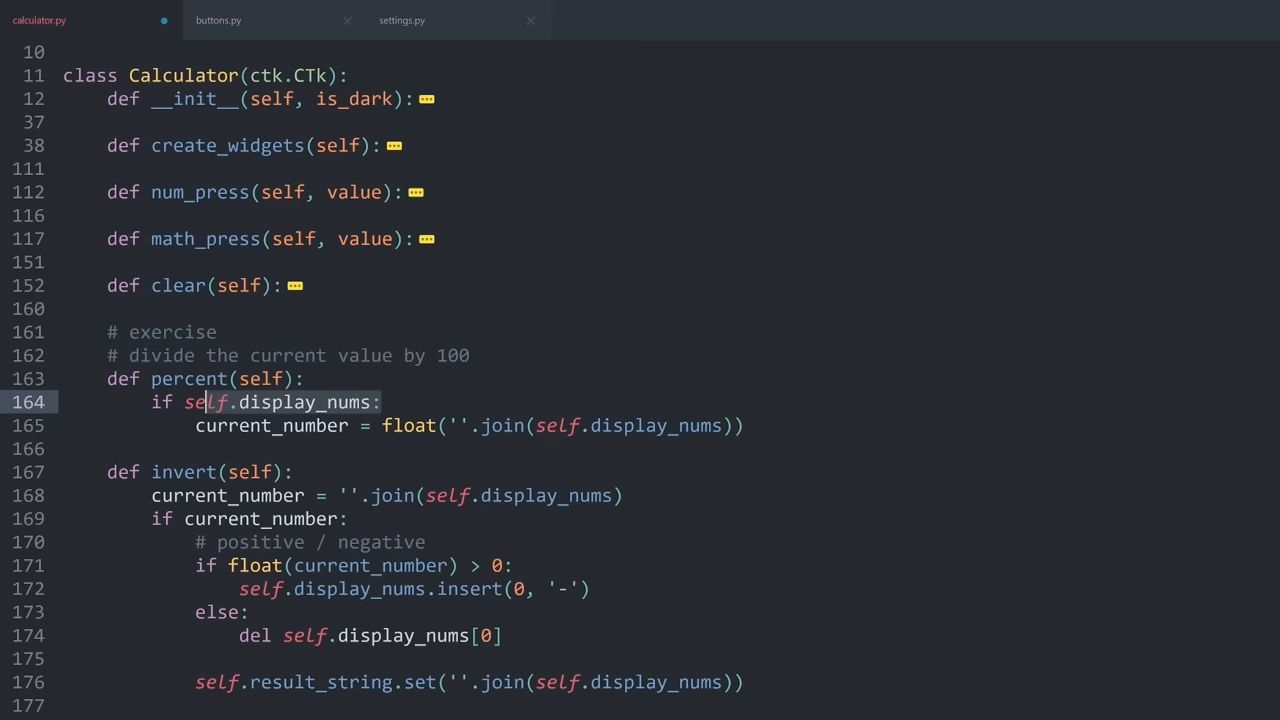 calculator.py buttons.py settings.py
10
11 class Calculator(ctk.CTk):
12     def __init__(self, is_dark):
37
38     def create_widgets(self):
111
112     def num_press(self, value):
116
117     def math_press(self, value):
151
152     def clear(self):
160
161     # exercise
162     # divide the current value by 100
163     def percent(self):
164         if self.display_nums:
165             current_number = float(''.join(self.display_nums))
166
167     def invert(self):
168         current_number = ''.join(self.display_nums)
169         if current_number:
170             # positive / negative
171             if float(current_number) > 0:
172                 self.display_nums.insert(0, '-')
173             else:
174                 del self.display_nums[0]
175
176             self.result_string.set(''.join(self.display_nums))
177